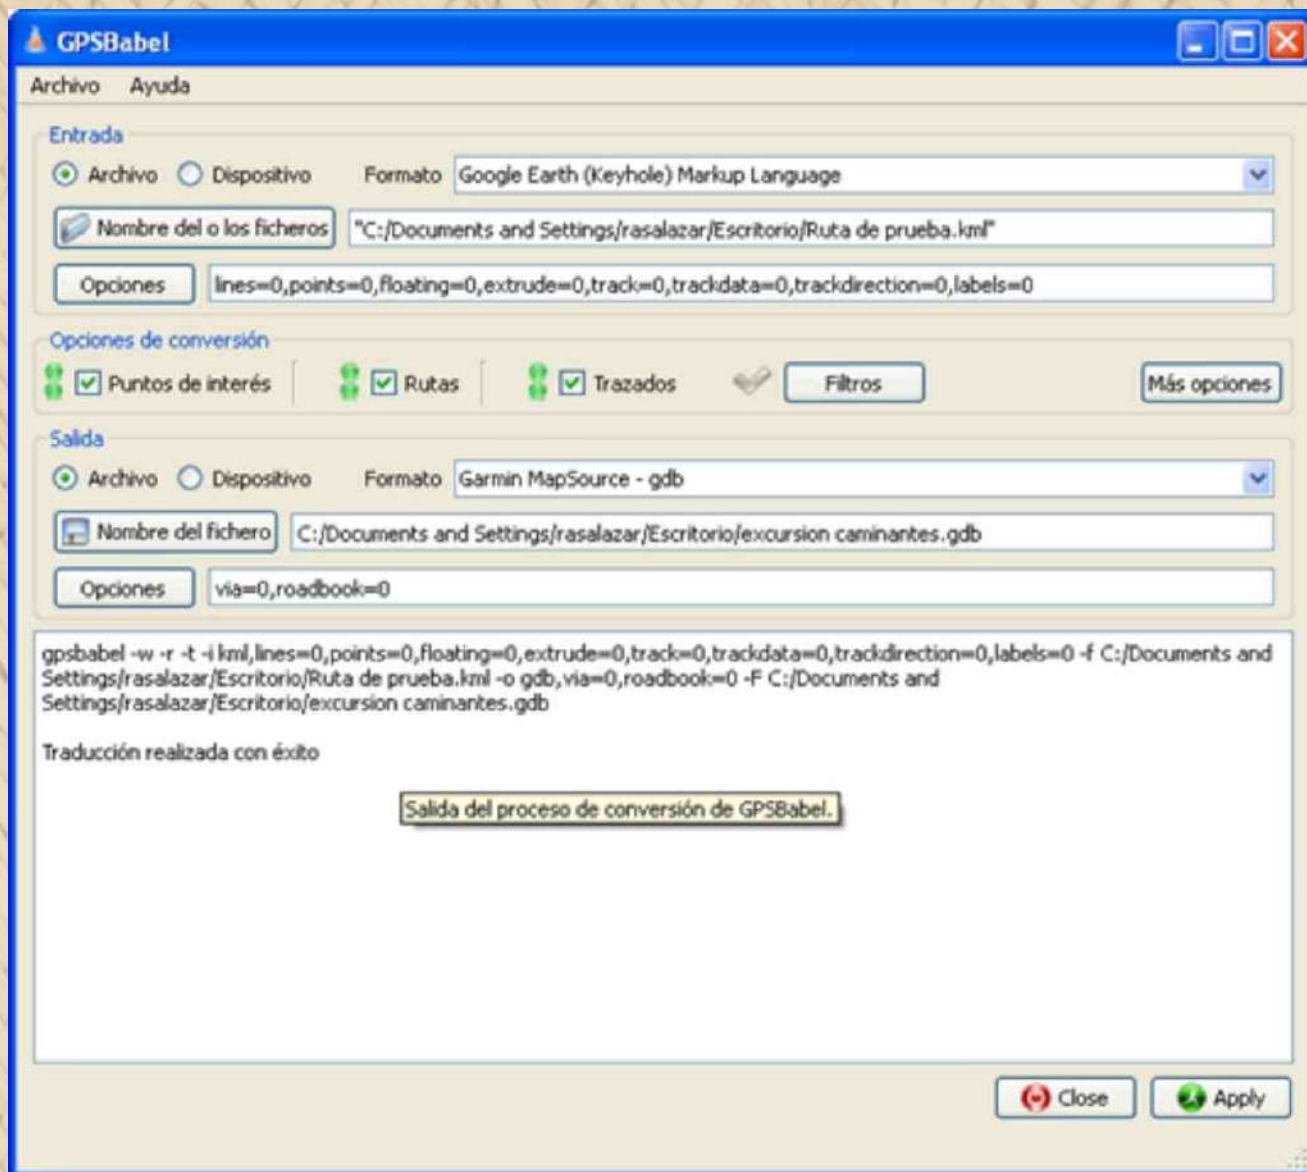 GPSBabel
Archivo Ayuda
Entrada
Archivo Dispositivo Formato Google Earth (Keyhole) Markup Language
Nombre del o los ficheros "C:/Documents and Settings/rasalazar/Escritorio/Ruta de prueba.kml"
Opciones lines=0,points=0,floating=0,extrude=0,track=0,trackdata=0,trackdirection=0,labels=0
Opciones de conversión
Puntos de interés Rutas Trazados Filtros Más opciones
Salida
Archivo Dispositivo Formato Garmin MapSource - gdb
Nombre del fichero C:/Documents and Settings/rasalazar/Escritorio/excursion caminantes.gdb
Opciones via=0,roadbook=0
gpsbabel -w -r -t -i kml,lines=0,points=0,floating=0,extrude=0,track=0,trackdata=0,trackdirection=0,labels=0 -f C:/Documents and
Settings/rasalazar/Escritorio/Ruta de prueba.kml -o gdb,via=0,roadbook=0 -F C:/Documents and
Settings/rasalazar/Escritorio/excursion caminantes.gdb
Traducción realizada con éxito
Salida del proceso de conversión de GPSBabel.
Close Apply